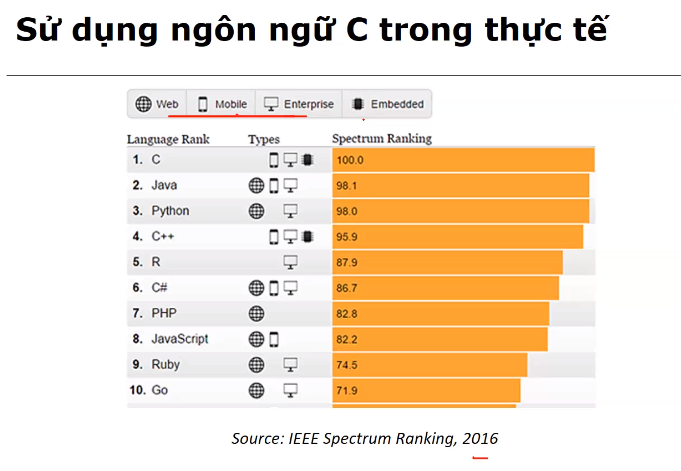 Sử dụng ngôn ngữ C trong thực tế
Web Mobile Enterprise Embedded
Language Rank Types Spectrum Ranking
1. C 100.0
2. Java 98.1
3. Python 98.0
4. C++ 95.9
5. R 87.9
6. C# 86.7
7. PHP 82.8
8. JavaScript 82.2
9. Ruby 74.5
10. Go 71.9
Source: IEEE Spectrum Ranking, 2016